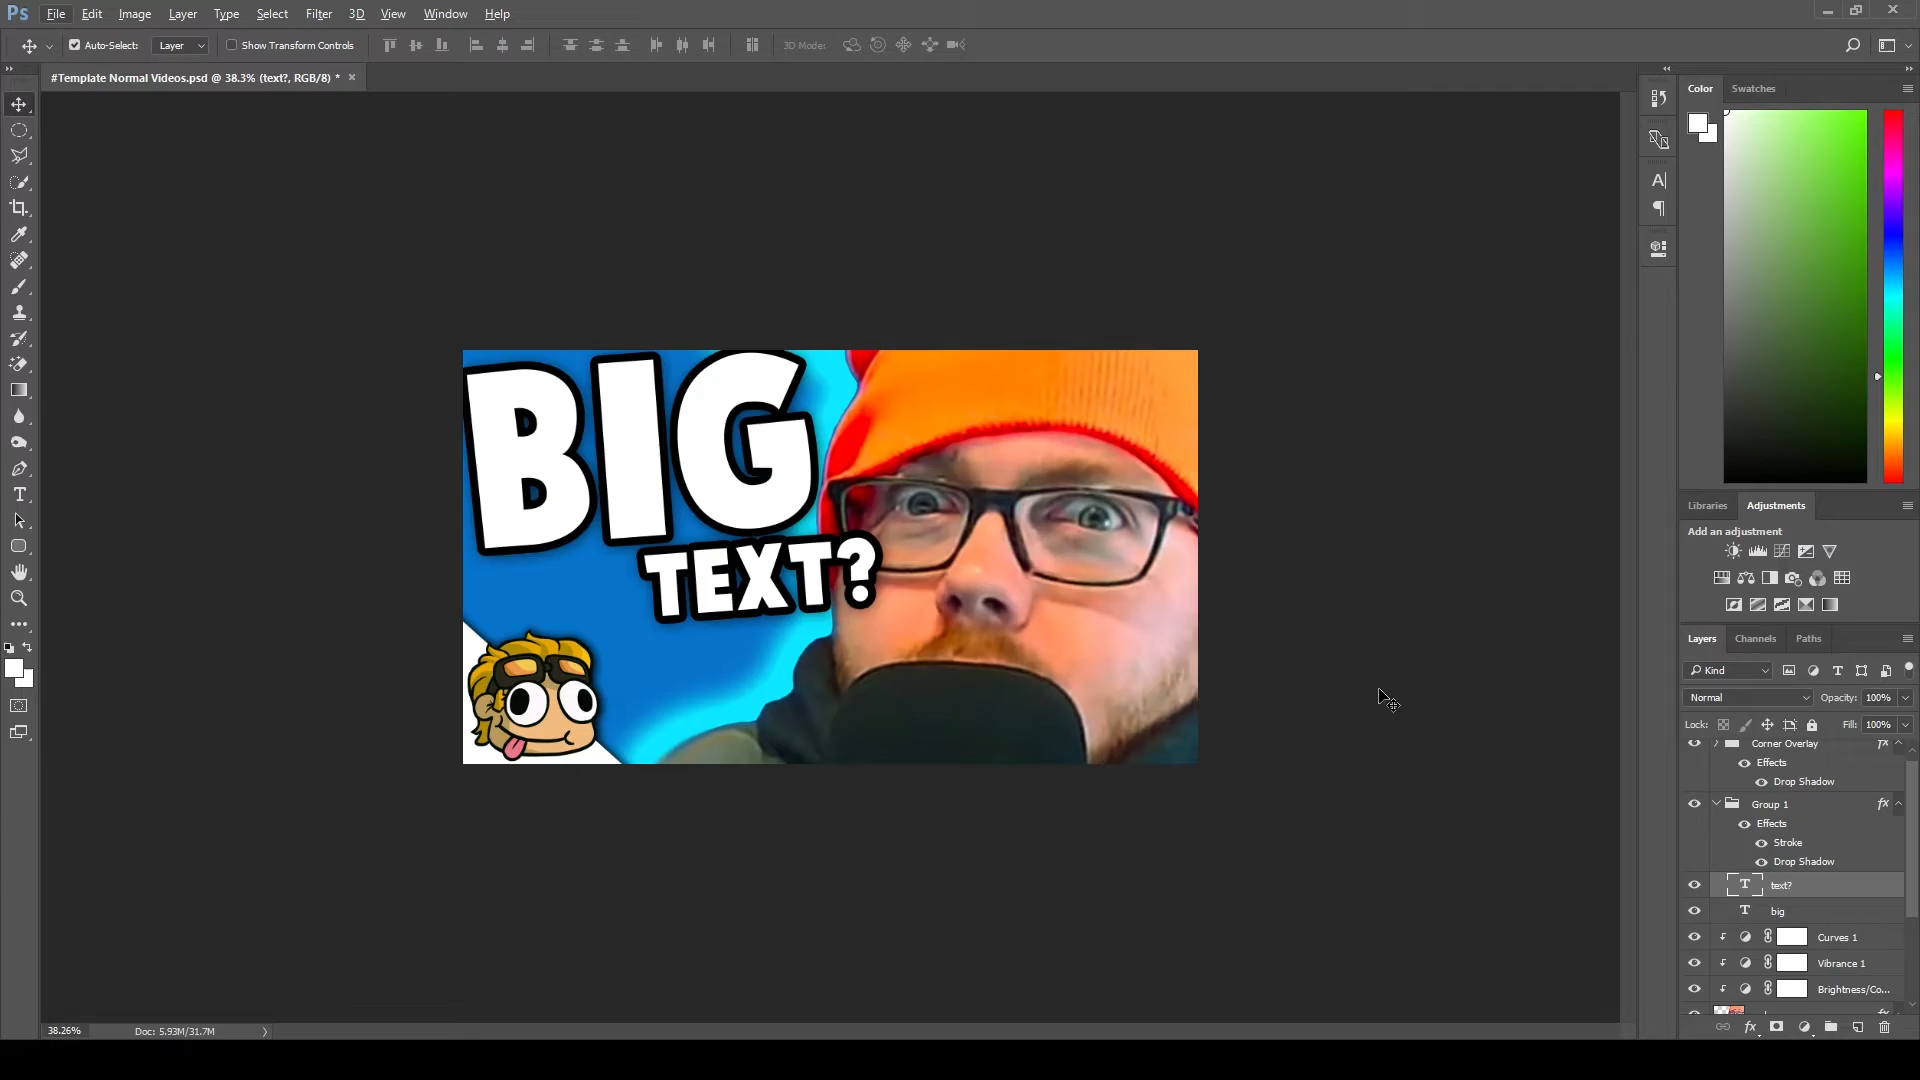 Ps File Edit Image Layer Type Select Filter 3D View Window Help
Auto-Select: Layer Show Transform Controls 3D Mode:
#Template Normal Videos.psd @ 38.3% (text?, RGB/8) *
Color Swatches
BIG
TEXT?
Libraries Adjustments
Add an adjustment
Layers Channels Paths
Kind
Normal Opacity: 100%
Lock: Fill: 100%
Corner Overlay fx
Effects
Drop Shadow
Group 1 fx
Effects
Stroke
Drop Shadow
T text?
T big
Curves 1
Vibrance 1
Brightness/Co...
38.26% Doc: 5.93M/31.7M